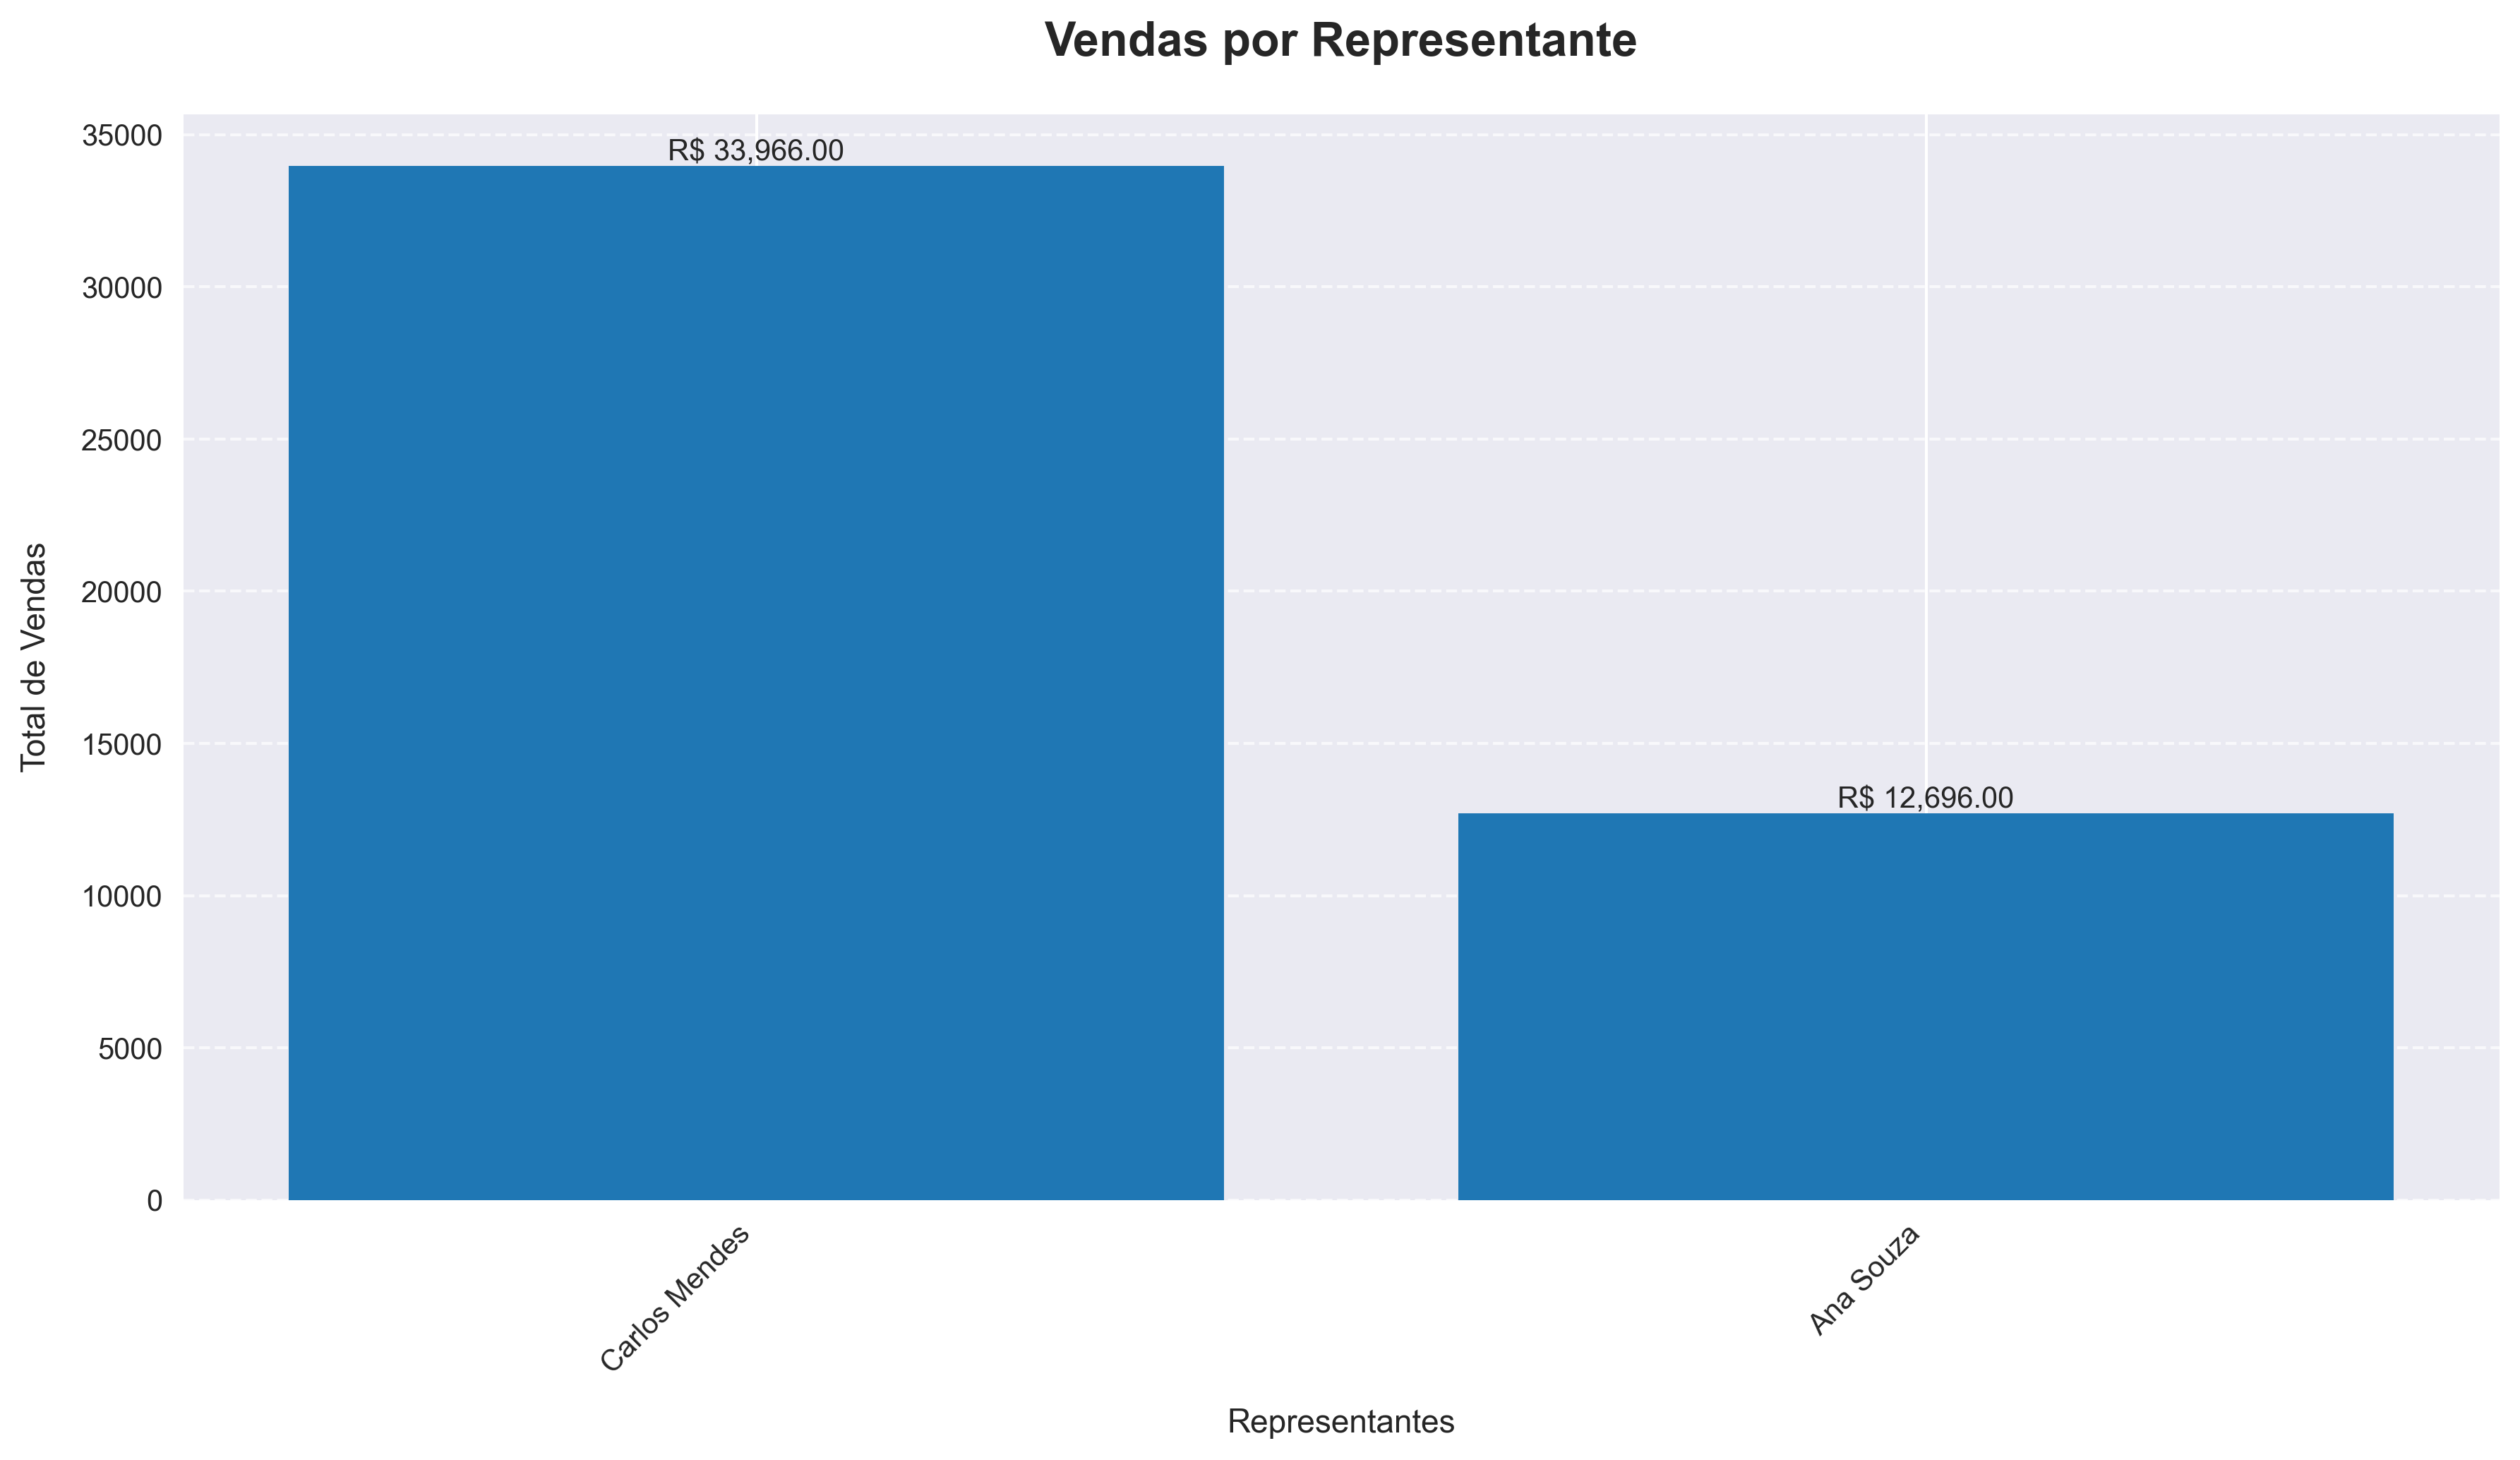 Vendas por Representante
35000
R$ 33,966.00
30000
25000
20000
Total de Vendas
15000
R$ 12,696.00
10000
5000
0
Carlos Mendes
Ana Souza
Representantes